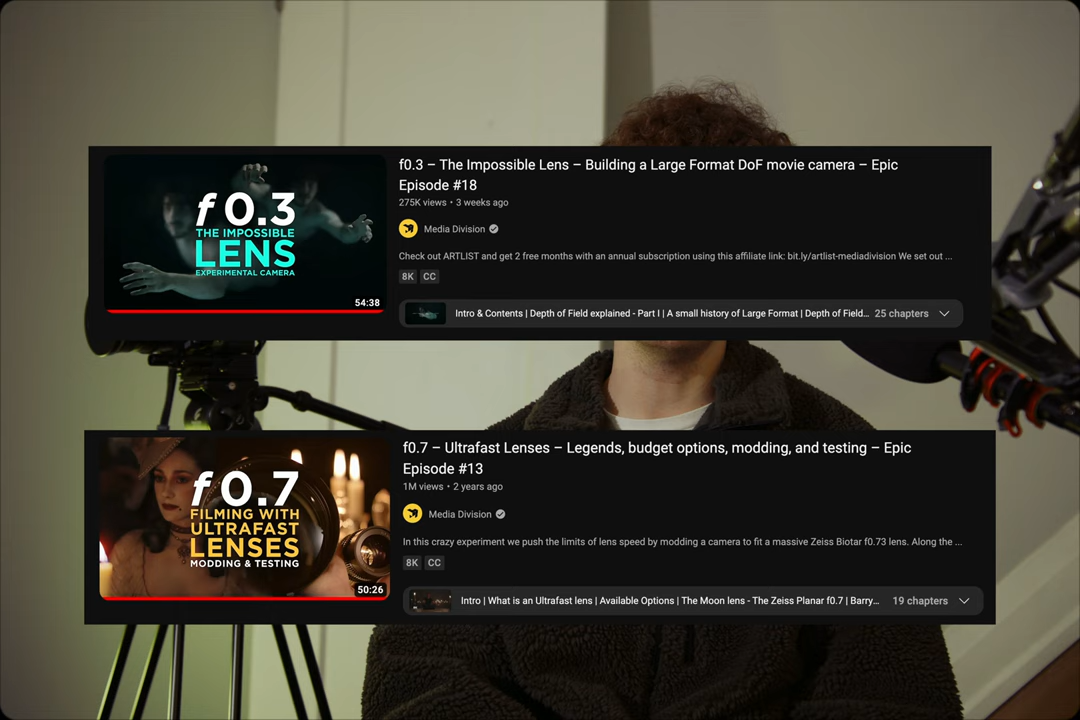 f0.3
THE IMPOSSIBLE
LENS
EXPERIMENTAL CAMERA
54:38
f0.3 – The Impossible Lens – Building a Large Format DoF movie camera – Epic
Episode #18
275K views • 3 weeks ago
Media Division
Check out ARTLIST and get 2 free months with an annual subscription using this affiliate link: bit.ly/artlist-mediadivision We set out ...
8K CC
Intro & Contents | Depth of Field explained - Part I | A small history of Large Format | Depth of Field... 25 chapters
f0.7
FILMING WITH
ULTRAFAST
LENSES
MODDING & TESTING
50:26
f0.7 – Ultrafast Lenses – Legends, budget options, modding, and testing – Epic
Episode #13
1M views • 2 years ago
Media Division
In this crazy experiment we push the limits of lens speed by modding a camera to fit a massive Zeiss Biotar f0.73 lens. Along the ...
8K CC
Intro | What is an Ultrafast lens | Available Options | The Moon lens - The Zeiss Planar f0.7 | Barry... 19 chapters